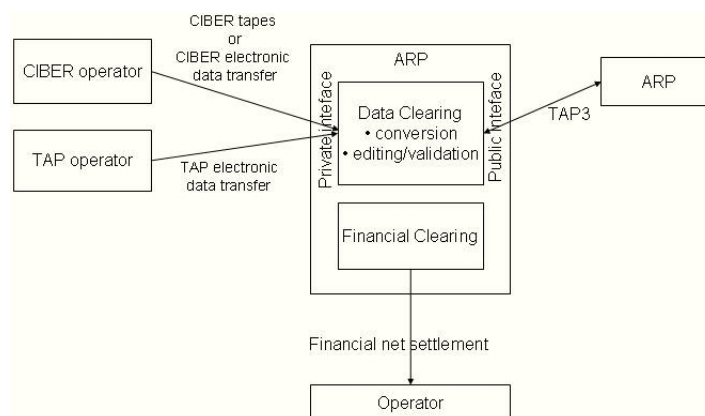 CIBER tapes
or
CIBER electronic
data transfer
CIBER operator
TAP operator
TAP electronic
data transfer
ARP
Private inteface
Data Clearing
• conversion
• editing/validation
Public Inteface
Financial Clearing
TAP3
ARP
Financial net settlement
Operator